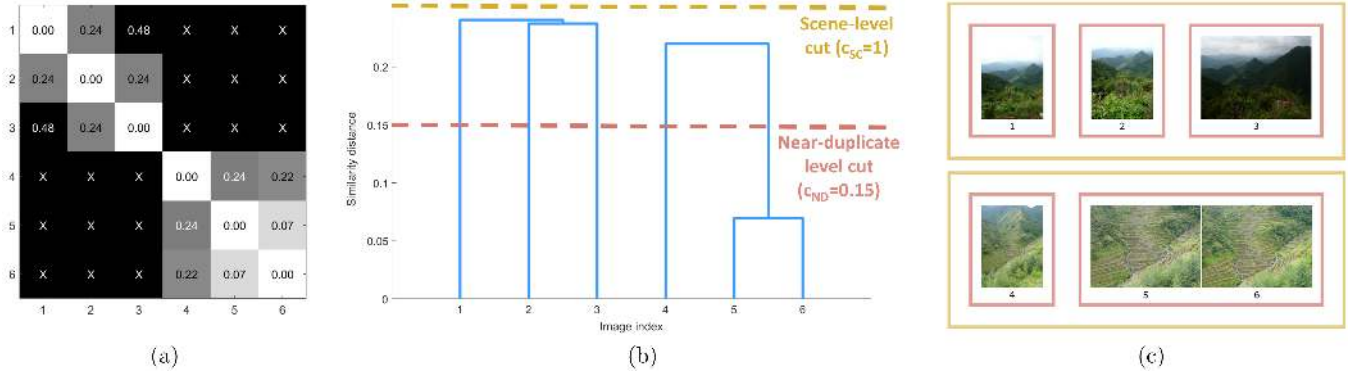 1 0.00 0.24 0.48 X X X
2 0.24 0.00 0.24 X X X
3 0.48 0.24 0.00 X X X
4 X X X 0.00 0.24 0.22
5 X X X 0.24 0.00 0.07
6 X X X 0.22 0.07 0.00
1 2 3 4 5 6
(a)
Similarity distance
0.2
0.15
0.1
0.05
0
1 2 3 4 5 6
Image index
Scene-level
cut (cSC=1)
Near-duplicate
level cut
(cND=0.15)
(b)
1 2 3
4 5 6
(c)